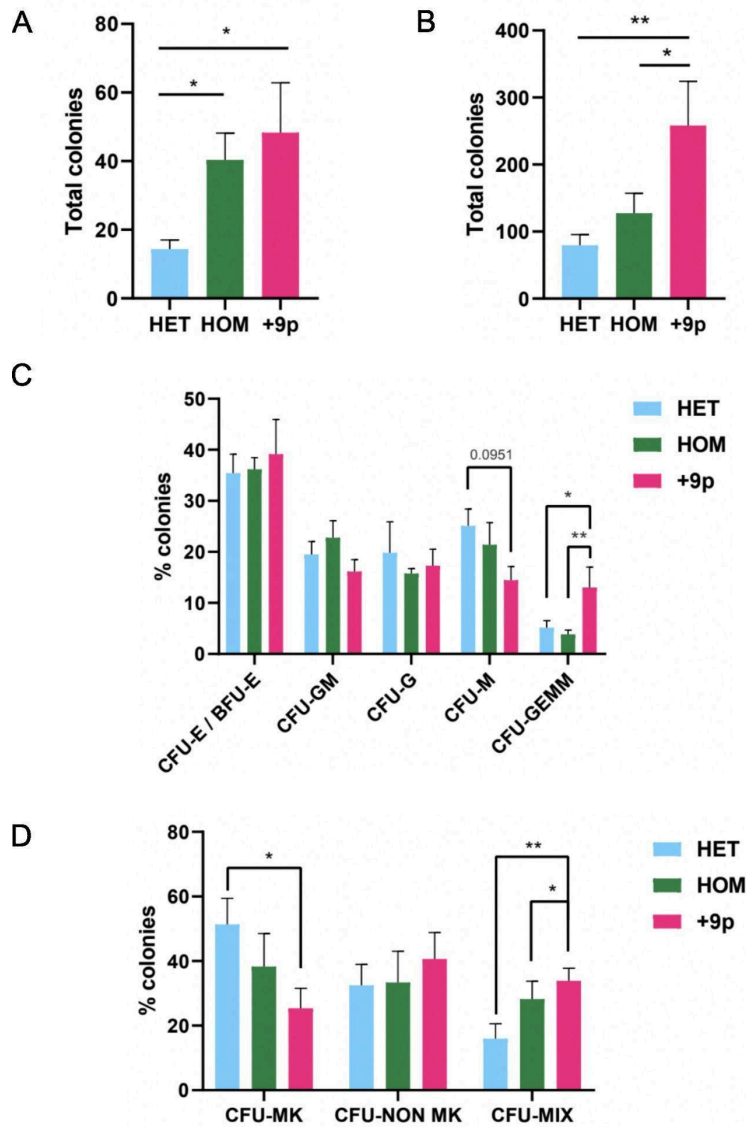 A
Total colonies
80
60
40
20
0
*
*
HET HOM +9p
B
Total colonies
400
300
200
100
0
**
*
HET HOM +9p
C
% colonies
50
40
30
20
10
0
0.0951
*
**
HET
HOM
+9p
CFU-E / BFU-E
CFU-GM
CFU-G
CFU-M
CFU-GEMM
D
% colonies
80
60
40
20
0
*
**
*
HET
HOM
+9p
CFU-MK CFU-NON MK CFU-MIX